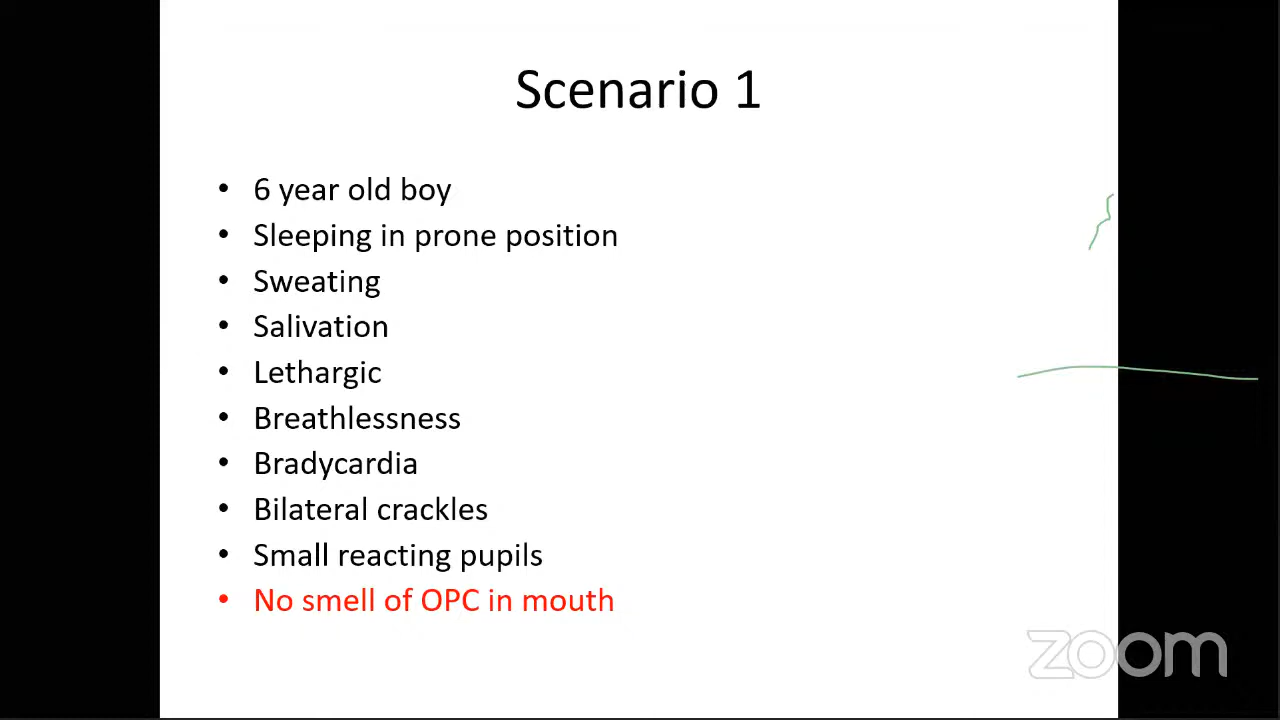 Scenario 1
• 6 year old boy
• Sleeping in prone position
• Sweating
• Salivation
• Lethargic
• Breathlessness
• Bradycardia
• Bilateral crackles
• Small reacting pupils
• No smell of OPC in mouth
zoom